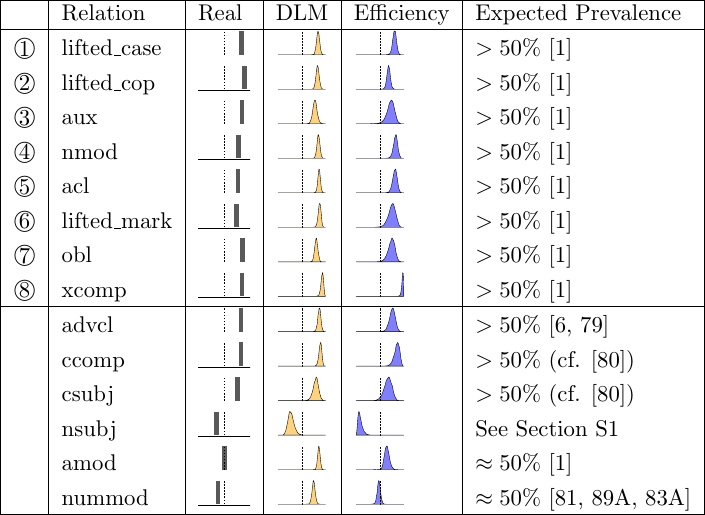 Relation Real DLM Efficiency Expected Prevalence
① lifted_case > 50% [1]
② lifted_cop > 50% [1]
③ aux > 50% [1]
④ nmod > 50% [1]
⑤ acl > 50% [1]
⑥ lifted_mark > 50% [1]
⑦ obl > 50% [1]
⑧ xcomp > 50% [1]
advcl > 50% [6, 79]
ccomp > 50% (cf. [80])
csubj > 50% (cf. [80])
nsubj See Section S1
amod ≈ 50% [1]
nummod ≈ 50% [81, 89A, 83A]